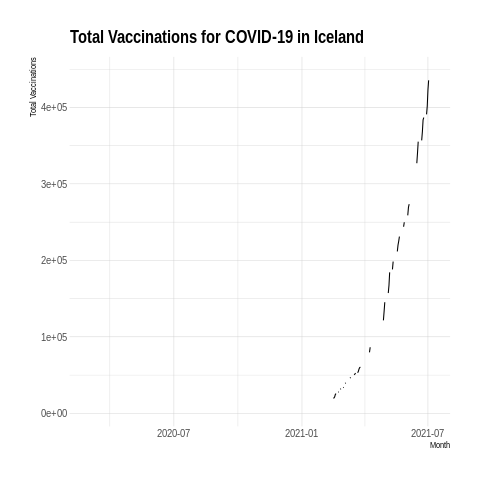 Total Vaccinations for COVID-19 in Iceland
Total Vaccinations
4e+05
3e+05
2e+05
1e+05
0e+00
2020-07
2021-01
2021-07
Month